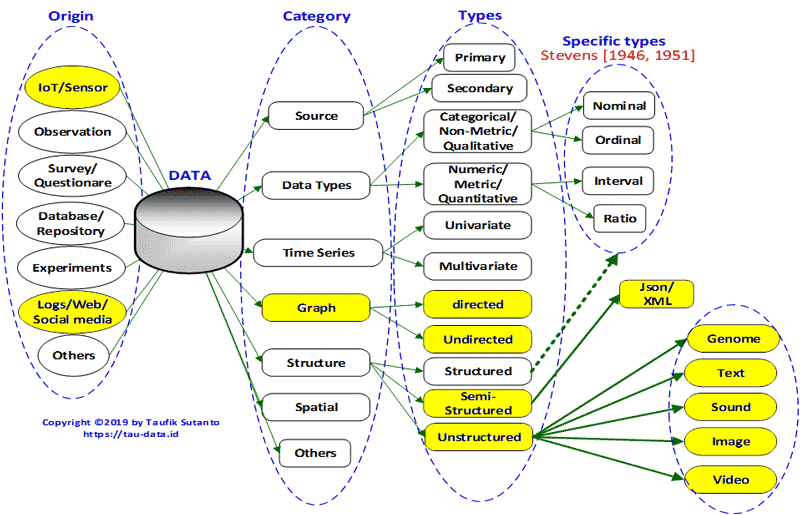 Origin
Category
Types
Specific types
Stevens [1946, 1951]
IoT/Sensor
Observation
Survey/
Questionare
Database/
Repository
Experiments
Logs/Web/
Social media
Others
DATA
Source
Data Types
Time Series
Graph
Structure
Spatial
Others
Primary
Secondary
Categorical/
Non-Metric/
Qualitative
Numeric/
Metric/
Quantitative
Univariate
Multivariate
directed
Undirected
Structured
Semi-
Structured
Unstructured
Nominal
Ordinal
Interval
Ratio
Json/
XML
Genome
Text
Sound
Image
Video
Copyright ©2019 by Taufik Sutanto
https://tau-data.id